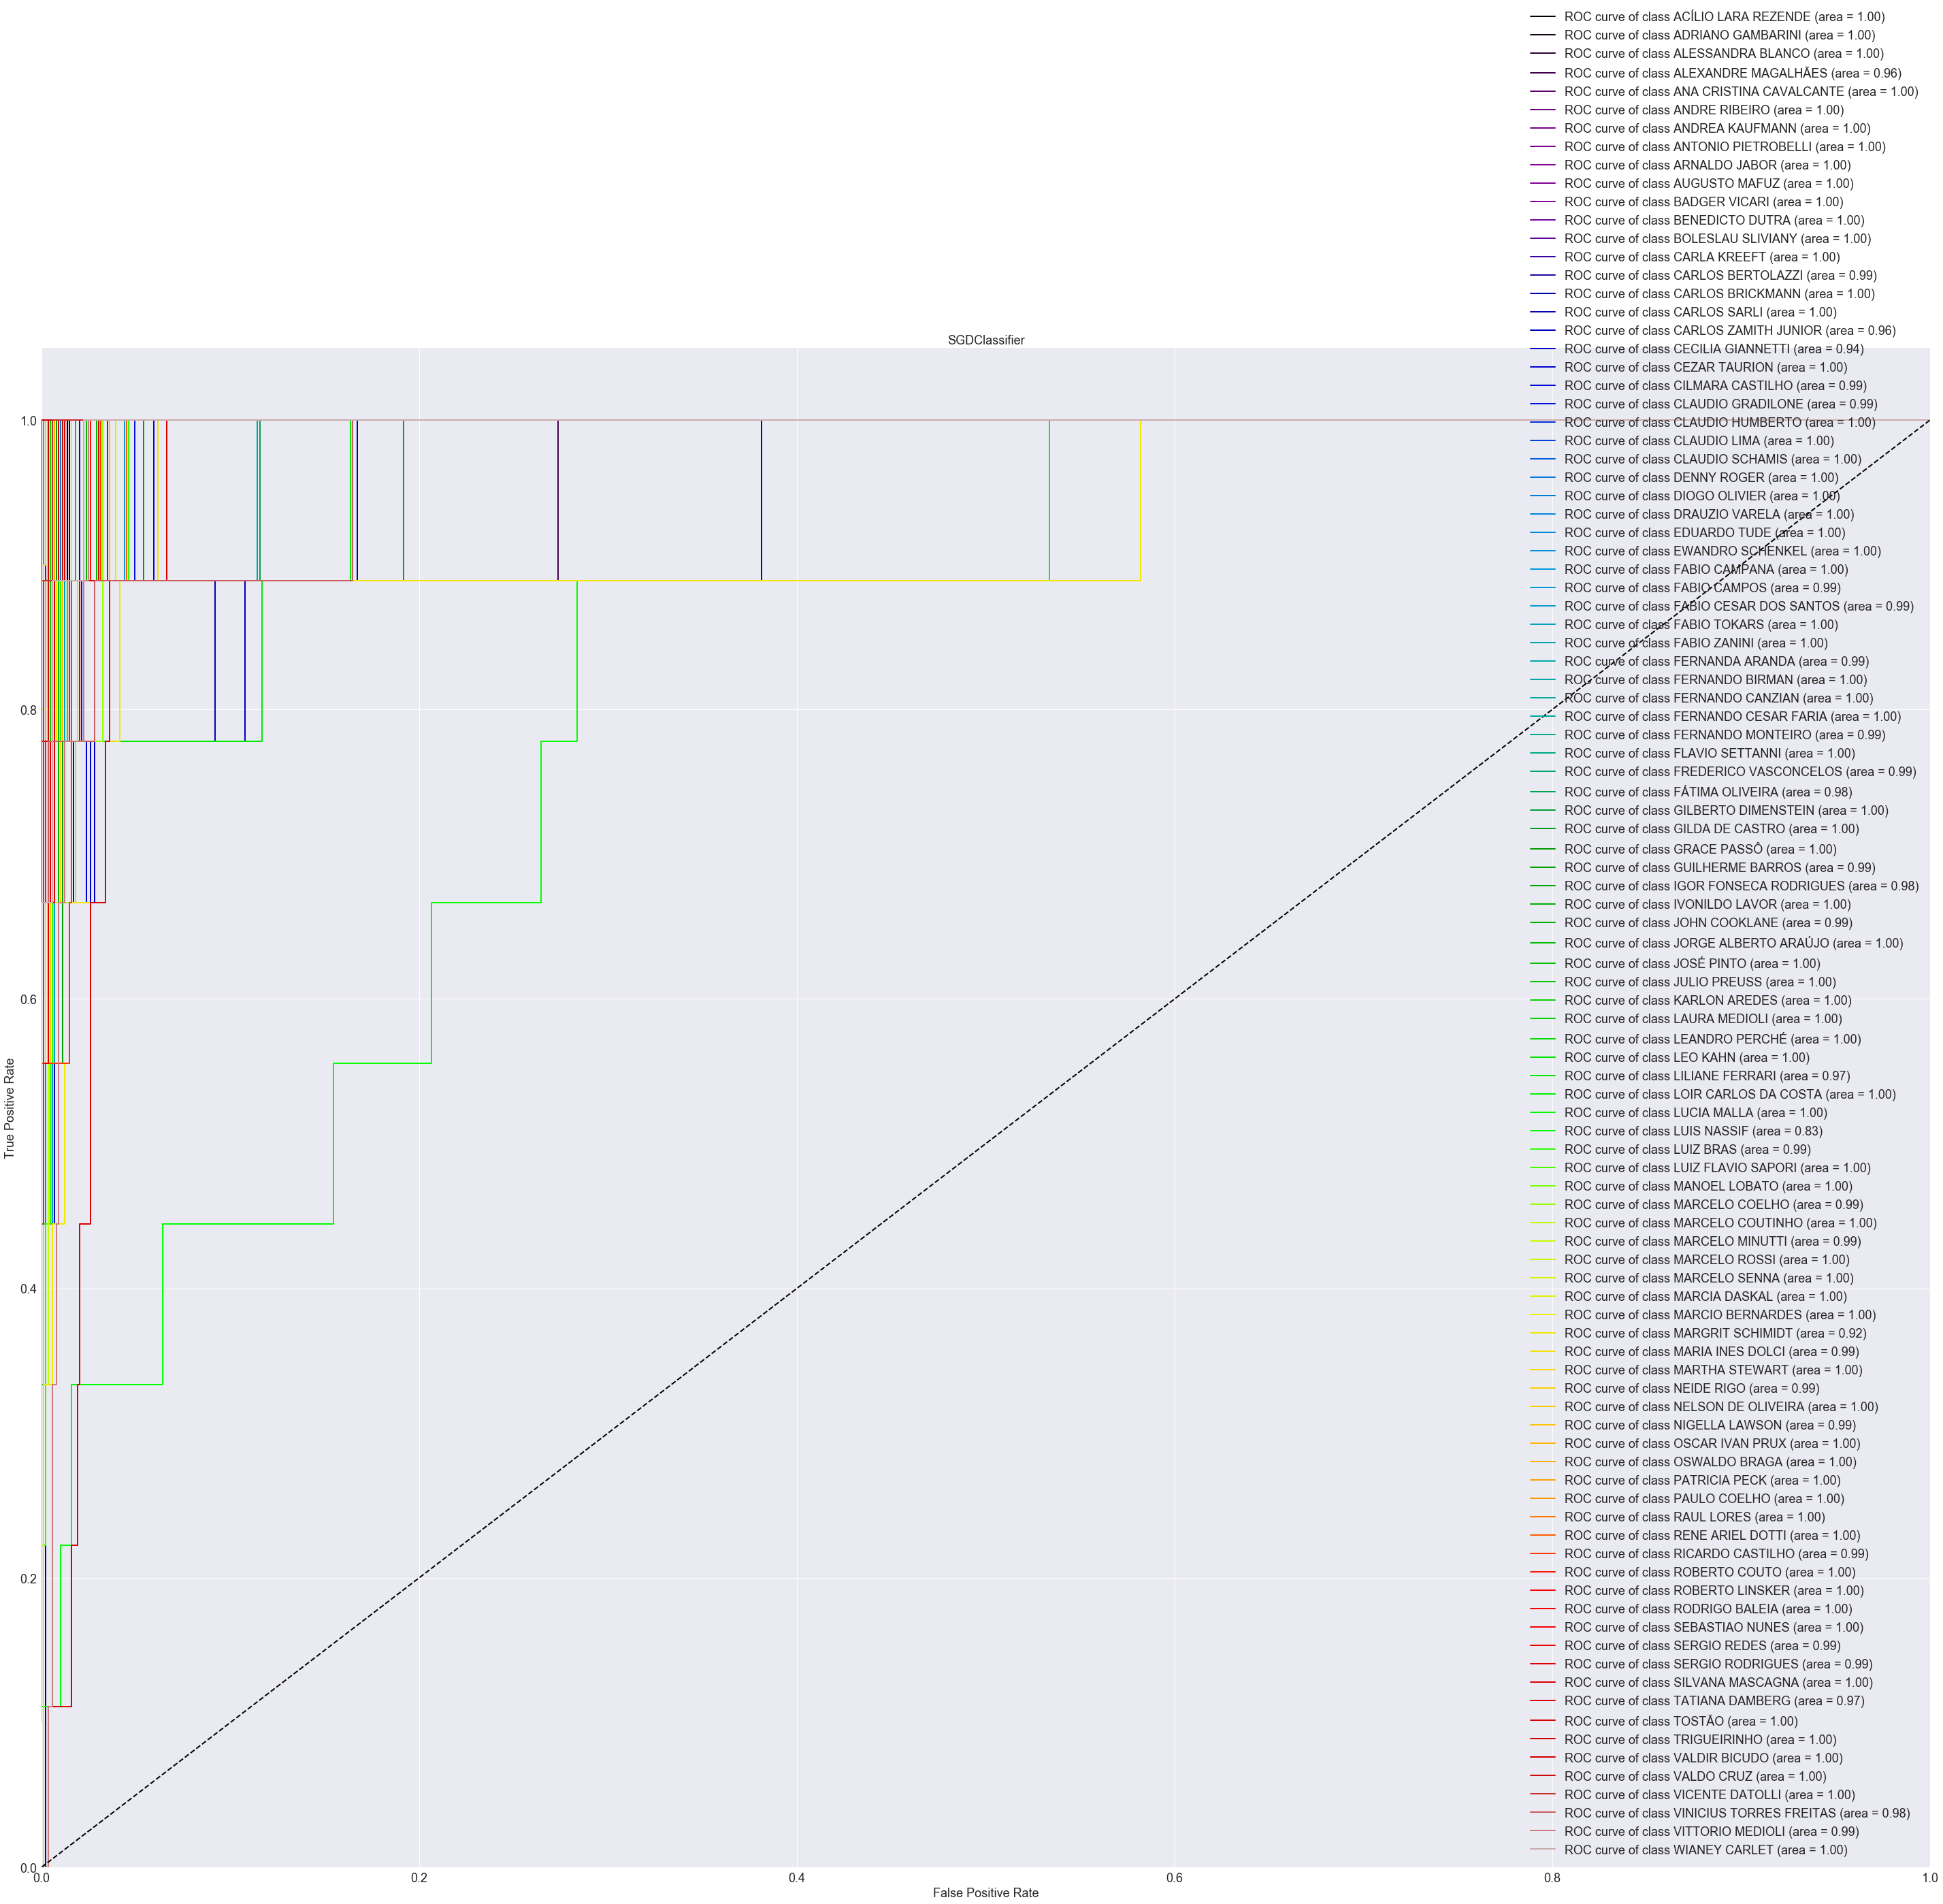 ROC curve of class ACÍLIO LARA REZENDE (area = 1.00)
ROC curve of class ADRIANO GAMBARINI (area = 1.00)
ROC curve of class ALESSANDRA BLANCO (area = 1.00)
ROC curve of class ALEXANDRE MAGALHÃES (area = 0.96)
ROC curve of class ANA CRISTINA CAVALCANTE (area = 1.00)
ROC curve of class ANDRE RIBEIRO (area = 1.00)
ROC curve of class ANDREA KAUFMANN (area = 1.00)
ROC curve of class ANTONIO PIETROBELLI (area = 1.00)
ROC curve of class ARNALDO JABOR (area = 1.00)
ROC curve of class AUGUSTO MAFUZ (area = 1.00)
ROC curve of class BADGER VICARI (area = 1.00)
ROC curve of class BENEDICTO DUTRA (area = 1.00)
ROC curve of class BOLESLAU SLIVIANY (area = 1.00)
ROC curve of class CARLA KREEFT (area = 1.00)
ROC curve of class CARLOS BERTOLAZZI (area = 0.99)
ROC curve of class CARLOS BRICKMANN (area = 1.00)
ROC curve of class CARLOS SARLI (area = 1.00)
ROC curve of class CARLOS ZAMITH JUNIOR (area = 0.96)
ROC curve of class CECILIA GIANNETTI (area = 0.94)
ROC curve of class CEZAR TAURION (area = 1.00)
ROC curve of class CILMARA CASTILHO (area = 0.99)
ROC curve of class CLAUDIO GRADILONE (area = 0.99)
ROC curve of class CLAUDIO HUMBERTO (area = 1.00)
ROC curve of class CLAUDIO LIMA (area = 1.00)
ROC curve of class CLAUDIO SCHAMIS (area = 1.00)
ROC curve of class DENNY ROGER (area = 1.00)
ROC curve of class DIOGO OLIVIER (area = 1.00)
ROC curve of class DRAUZIO VARELA (area = 1.00)
ROC curve of class EDUARDO TUDE (area = 1.00)
ROC curve of class EWANDRO SCHENKEL (area = 1.00)
ROC curve of class FABIO CAMPANA (area = 1.00)
ROC curve of class FABIO CAMPOS (area = 0.99)
ROC curve of class FABIO CESAR DOS SANTOS (area = 0.99)
ROC curve of class FABIO TOKARS (area = 1.00)
ROC curve of class FABIO ZANINI (area = 1.00)
ROC curve of class FERNANDA ARANDA (area = 0.99)
ROC curve of class FERNANDO BIRMAN (area = 1.00)
ROC curve of class FERNANDO CANZIAN (area = 1.00)
ROC curve of class FERNANDO CESAR FARIA (area = 1.00)
ROC curve of class FERNANDO MONTEIRO (area = 0.99)
ROC curve of class FLAVIO SETTANNI (area = 1.00)
ROC curve of class FREDERICO VASCONCELOS (area = 0.99)
ROC curve of class FÁTIMA OLIVEIRA (area = 0.98)
ROC curve of class GILBERTO DIMENSTEIN (area = 1.00)
ROC curve of class GILDA DE CASTRO (area = 1.00)
ROC curve of class GRACE PASSÔ (area = 1.00)
ROC curve of class GUILHERME BARROS (area = 0.99)
ROC curve of class IGOR FONSECA RODRIGUES (area = 0.98)
ROC curve of class IVONILDO LAVOR (area = 1.00)
ROC curve of class JOHN COOKLANE (area = 0.99)
ROC curve of class JORGE ALBERTO ARAÚJO (area = 1.00)
ROC curve of class JOSÉ PINTO (area = 1.00)
ROC curve of class JULIO PREUSS (area = 1.00)
ROC curve of class KARLON AREDES (area = 1.00)
ROC curve of class LAURA MEDIOLI (area = 1.00)
ROC curve of class LEANDRO PERCHÉ (area = 1.00)
ROC curve of class LEO KAHN (area = 1.00)
ROC curve of class LILIANE FERRARI (area = 0.97)
ROC curve of class LOIR CARLOS DA COSTA (area = 1.00)
ROC curve of class LUCIA MALLA (area = 1.00)
ROC curve of class LUIS NASSIF (area = 0.83)
ROC curve of class LUIZ BRAS (area = 0.99)
ROC curve of class LUIZ FLAVIO SAPORI (area = 1.00)
ROC curve of class MANOEL LOBATO (area = 1.00)
ROC curve of class MARCELO COELHO (area = 0.99)
ROC curve of class MARCELO COUTINHO (area = 1.00)
ROC curve of class MARCELO MINUTTI (area = 0.99)
ROC curve of class MARCELO ROSSI (area = 1.00)
ROC curve of class MARCELO SENNA (area = 1.00)
ROC curve of class MARCIA DASKAL (area = 1.00)
ROC curve of class MARCIO BERNARDES (area = 1.00)
ROC curve of class MARGRIT SCHIMIDT (area = 0.92)
ROC curve of class MARIA INES DOLCI (area = 0.99)
ROC curve of class MARTHA STEWART (area = 1.00)
ROC curve of class NEIDE RIGO (area = 0.99)
ROC curve of class NELSON DE OLIVEIRA (area = 1.00)
ROC curve of class NIGELLA LAWSON (area = 0.99)
ROC curve of class OSCAR IVAN PRUX (area = 1.00)
ROC curve of class OSWALDO BRAGA (area = 1.00)
ROC curve of class PATRICIA PECK (area = 1.00)
ROC curve of class PAULO COELHO (area = 1.00)
ROC curve of class RAUL LORES (area = 1.00)
ROC curve of class RENE ARIEL DOTTI (area = 1.00)
ROC curve of class RICARDO CASTILHO (area = 0.99)
ROC curve of class ROBERTO COUTO (area = 1.00)
ROC curve of class ROBERTO LINSKER (area = 1.00)
ROC curve of class RODRIGO BALEIA (area = 1.00)
ROC curve of class SEBASTIAO NUNES (area = 1.00)
ROC curve of class SERGIO REDES (area = 0.99)
ROC curve of class SERGIO RODRIGUES (area = 0.99)
ROC curve of class SILVANA MASCAGNA (area = 1.00)
ROC curve of class TATIANA DAMBERG (area = 0.97)
ROC curve of class TOSTÃO (area = 1.00)
ROC curve of class TRIGUEIRINHO (area = 1.00)
ROC curve of class VALDIR BICUDO (area = 1.00)
ROC curve of class VALDO CRUZ (area = 1.00)
ROC curve of class VICENTE DATOLLI (area = 1.00)
ROC curve of class VINICIUS TORRES FREITAS (area = 0.98)
ROC curve of class VITTORIO MEDIOLI (area = 0.99)
ROC curve of class WIANEY CARLET (area = 1.00)
SGDClassifier
1.0
0.8
0.6
0.4
0.2
0.0
True Positive Rate
0.0 0.2 0.4 0.6 0.8 1.0
False Positive Rate